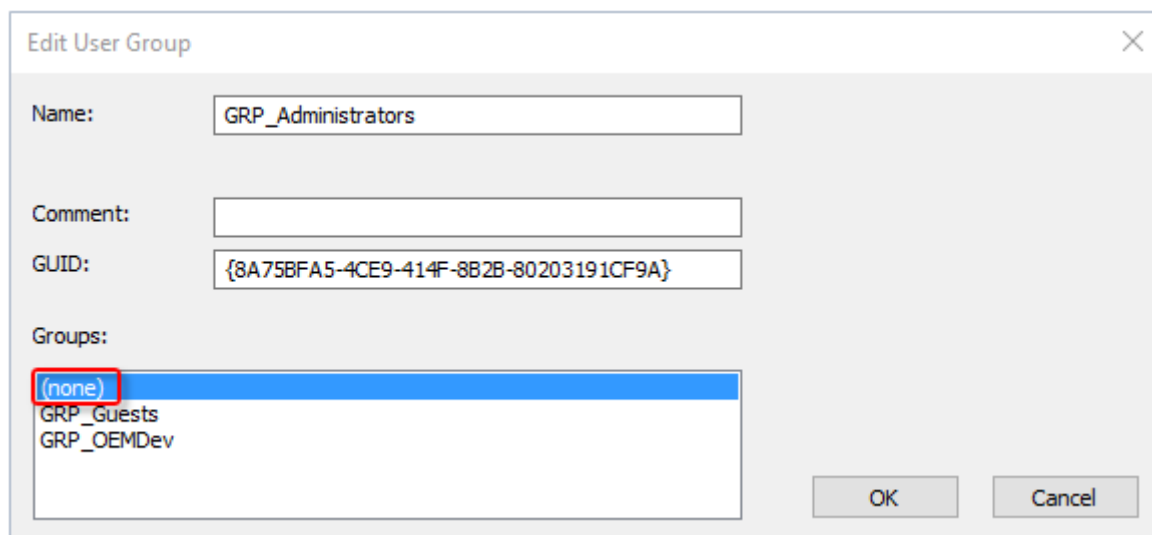 Edit User Group
Name:
GRP_Administrators
Comment:
GUID:
{8A75BFA5-4CE9-414F-8B2B-80203191CF9A}
Groups:
(none)
GRP_Guests
GRP_OEMDev
OK
Cancel